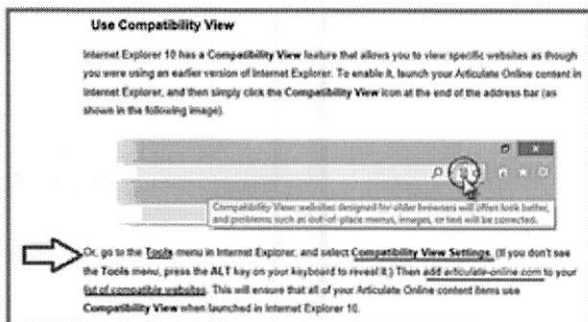 Use Compatibility View
Internet Explorer 10 has a Compatibility View feature that allows you to view specific websites as though
you were using an earlier version of Internet Explorer. To enable it, launch your Articulate Online content in
Internet Explorer, and then simply click the Compatibility View icon at the end of the address bar (as
shown in the following image).
Compatibility View: websites designed for older browsers will often look better,
and problems such as out-of-place menus, images, or text will be corrected.
Or, go to the Tools menu in Internet Explorer, and select Compatibility View Settings. (If you don't see
the Tools menu, press the ALT key on your keyboard to reveal it.) Then add articulate-online.com to your
list of compatible websites. This will ensure that all of your Articulate Online content items use
Compatibility View when launched in Internet Explorer 10.